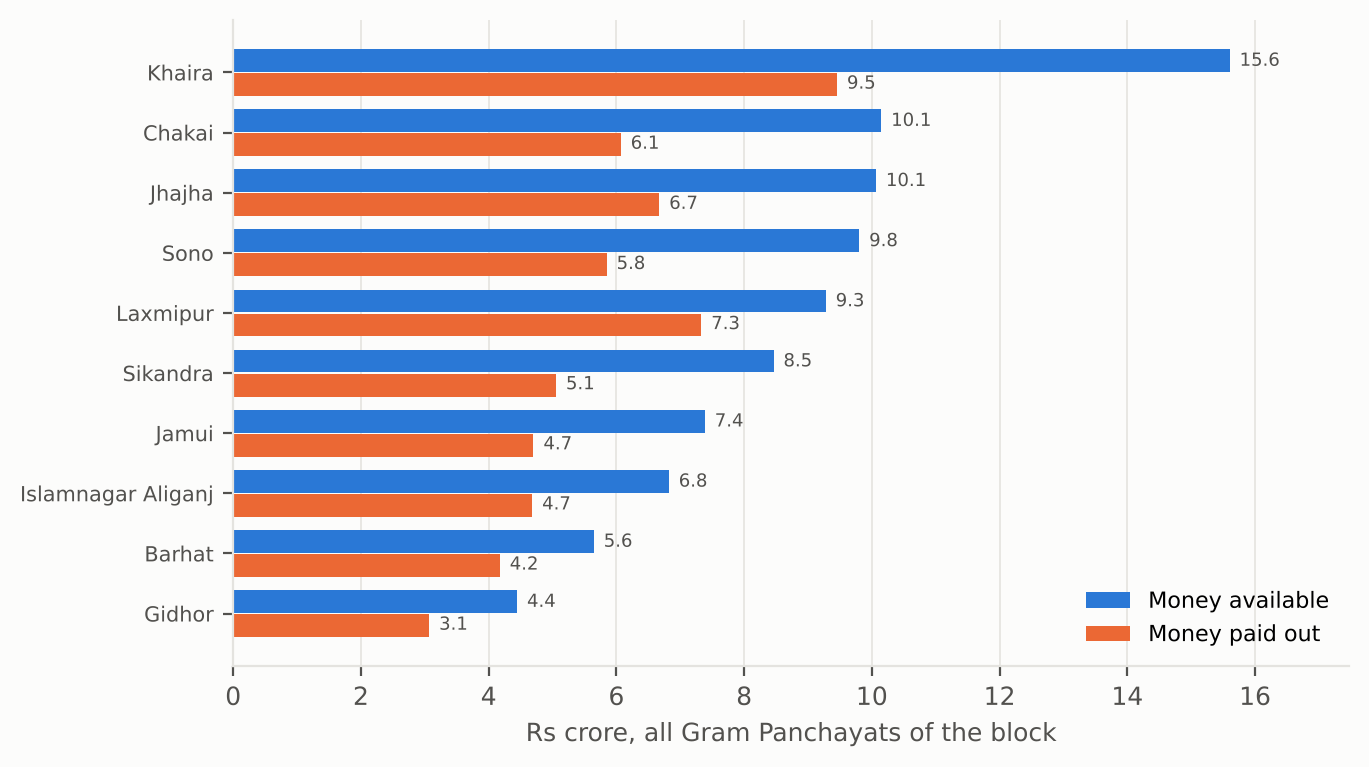 Khaira
15.6
9.5
Chakai
10.1
6.1
Jhajha
10.1
6.7
Sono
9.8
5.8
Laxmipur
9.3
7.3
Sikandra
8.5
5.1
Jamui
7.4
4.7
Islamnagar Aliganj
6.8
4.7
Barhat
5.6
4.2
Gidhor
4.4
3.1
Money available
Money paid out
0 2 4 6 8 10 12 14 16
Rs crore, all Gram Panchayats of the block